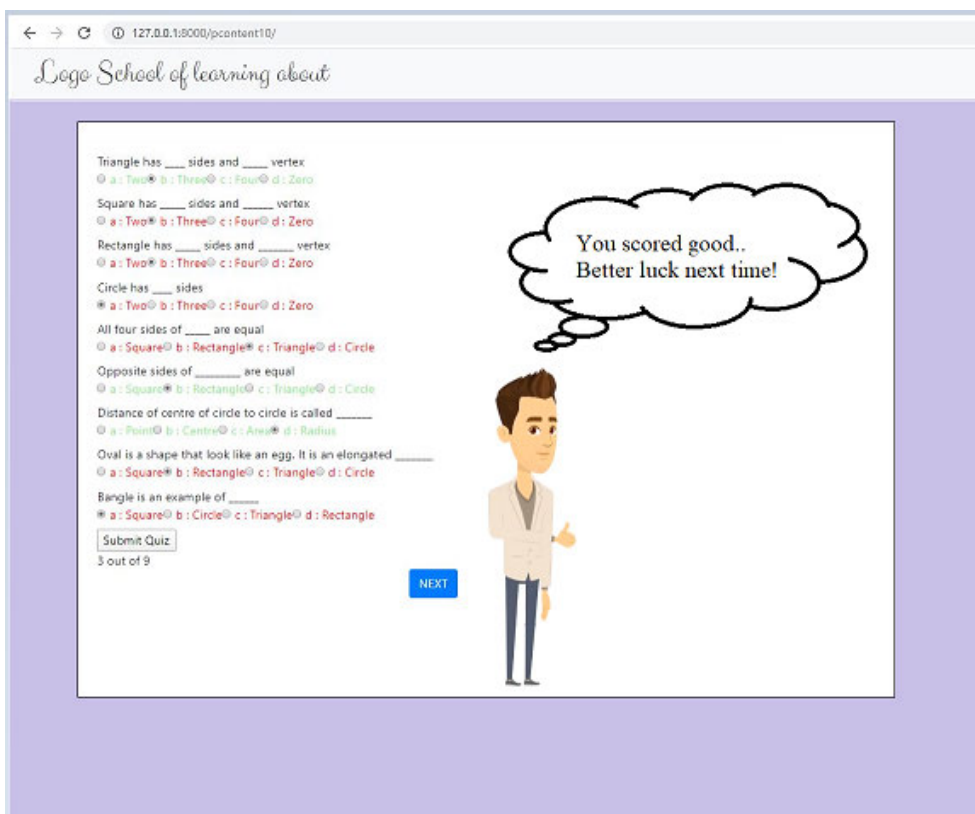 127.0.0.1:8000/pcontent10/
Logo School of learning about
Triangle has ____ sides and _____ vertex
a : Two b : Three c : Four d : Zero
Square has ____ sides and ______ vertex
a : Two b : Three c : Four d : Zero
Rectangle has _____ sides and _______ vertex
a : Two b : Three c : Four d : Zero
Circle has ____ sides
a : Two b : Three c : Four d : Zero
All four sides of _____ are equal
a : Square b : Rectangle c : Triangle d : Circle
Opposite sides of _________ are equal
a : Square b : Rectangle c : Triangle d : Circle
Distance of centre of circle to circle is called _______
a : Point b : Centre c : Area d : Radius
Oval is a shape that look like an egg. It is an elongated _______
a : Square b : Rectangle c : Triangle d : Circle
Bangle is an example of ______
a : Square b : Circle c : Triangle d : Rectangle
Submit Quiz
3 out of 9
NEXT
You scored good..
Better luck next time!